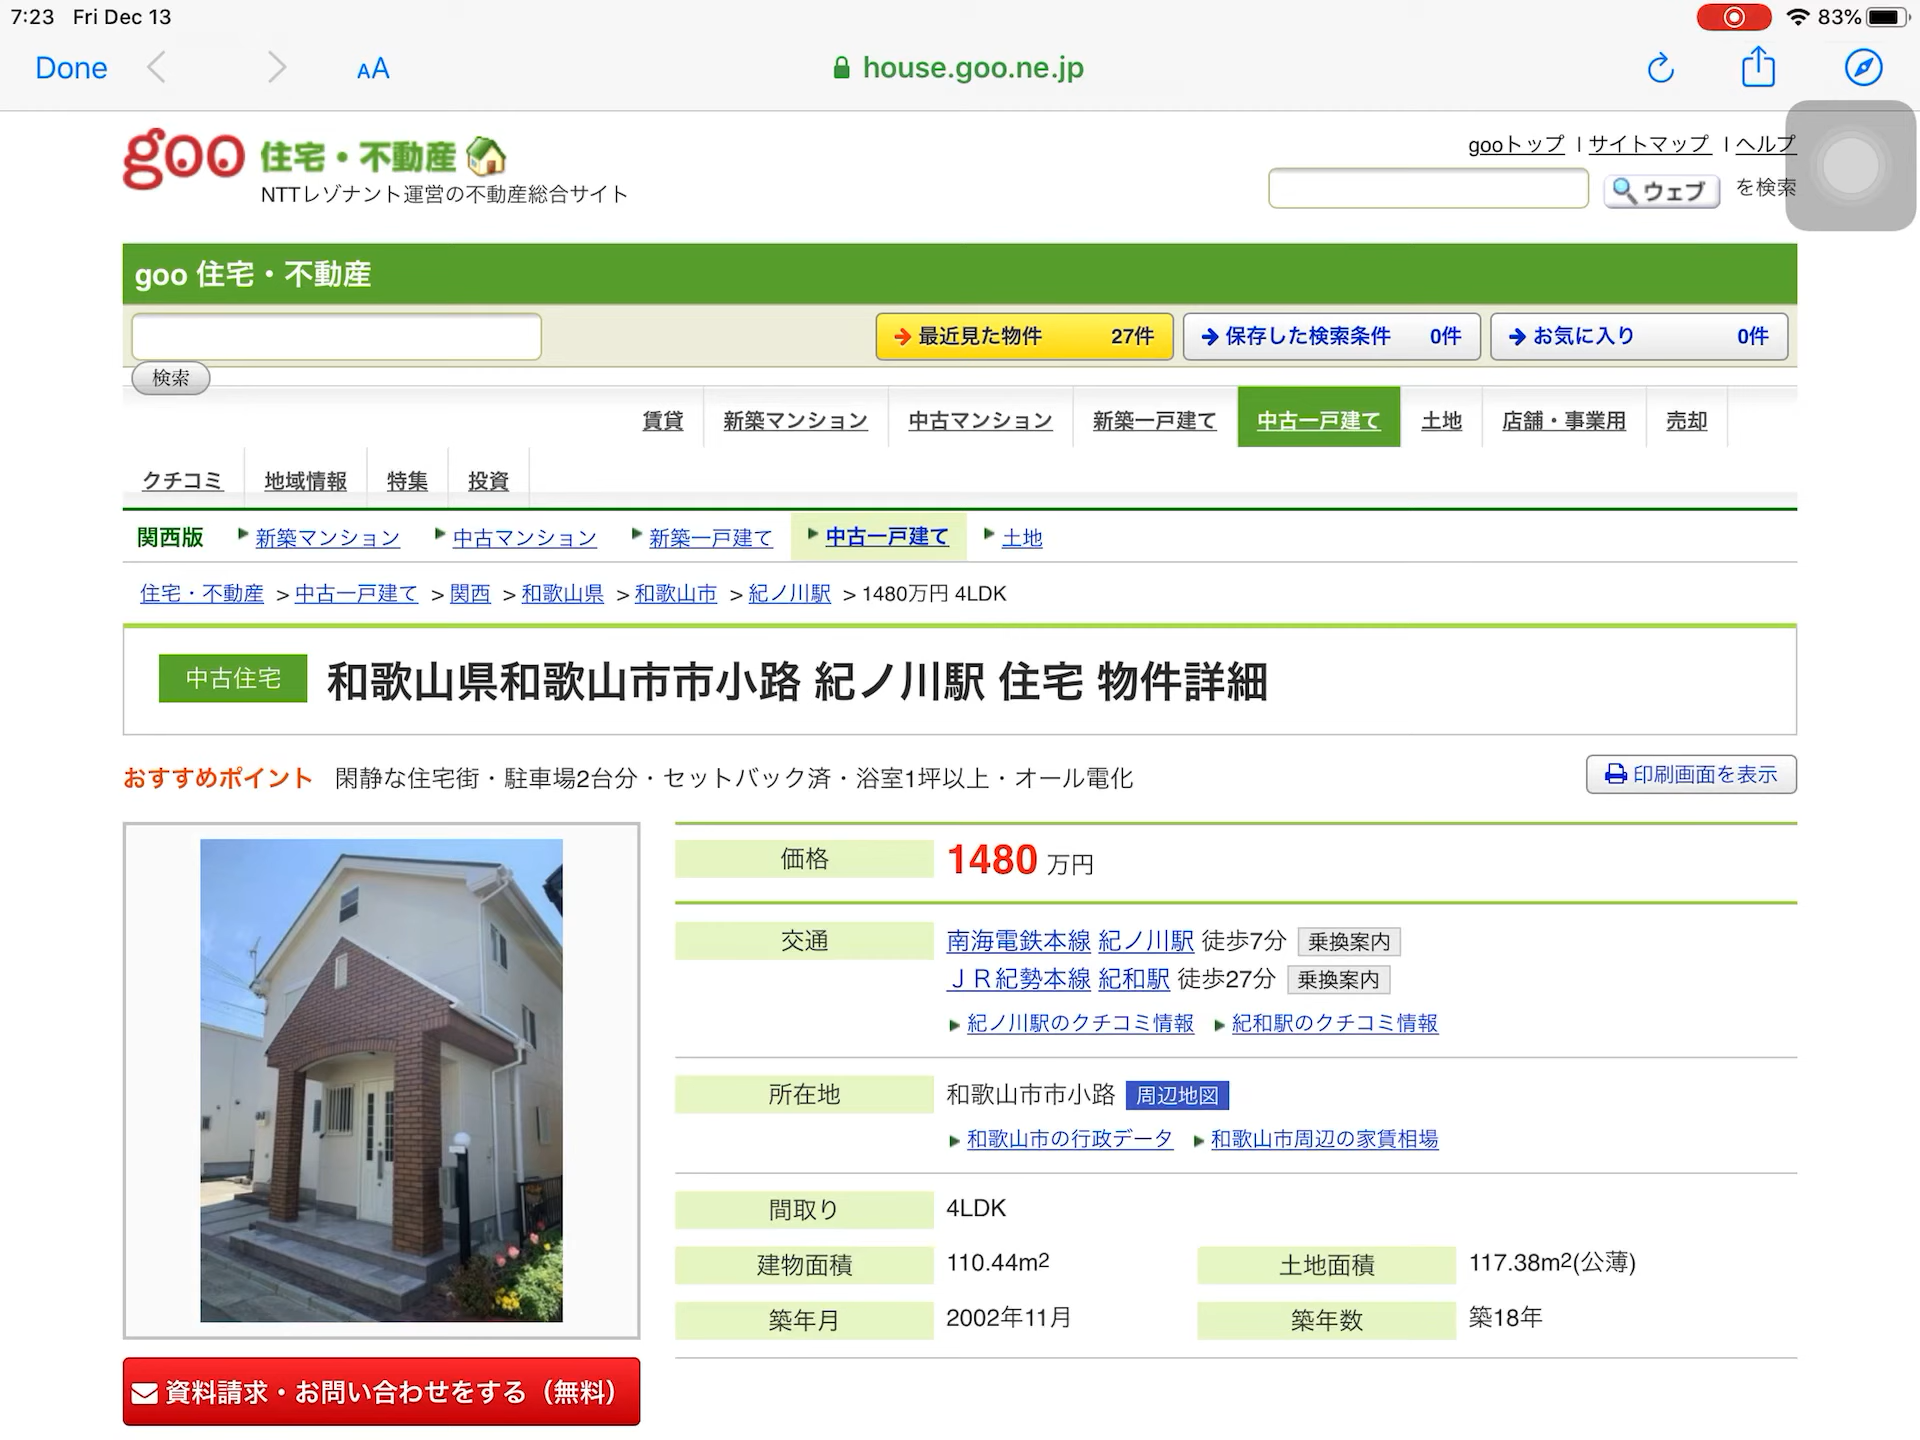 7:23 Fri Dec 13 83%
Done AA house.goo.ne.jp
gooトップ | サイトマップ | ヘルプ
goo 住宅・不動産
NTTレゾナント運営の不動産総合サイト
ウェブ を検索
goo 住宅・不動産
最近見た物件 27件 保存した検索条件 0件 お気に入り 0件
検索
賃貸 新築マンション 中古マンション 新築一戸建て 中古一戸建て 土地 店舗・事業用 売却
クチコミ 地域情報 特集 投資
関西版 新築マンション 中古マンション 新築一戸建て 中古一戸建て 土地
住宅・不動産 > 中古一戸建て > 関西 > 和歌山県 > 和歌山市 > 紀ノ川駅 > 1480万円 4LDK
中古住宅 和歌山県和歌山市市小路 紀ノ川駅 住宅 物件詳細
おすすめポイント 閑静な住宅街・駐車場2台分・セットバック済・浴室1坪以上・オール電化 印刷画面を表示
価格 1480 万円
交通 南海電鉄本線 紀ノ川駅 徒歩7分 乗換案内
JR紀勢本線 紀和駅 徒歩27分 乗換案内
紀ノ川駅のクチコミ情報 紀和駅のクチコミ情報
所在地 和歌山市市小路 周辺地図
和歌山市の行政データ 和歌山市周辺の家賃相場
間取り 4LDK
建物面積 110.44m2 土地面積 117.38m2(公薄)
築年月 2002年11月 築年数 築18年
資料請求・お問い合わせをする（無料）